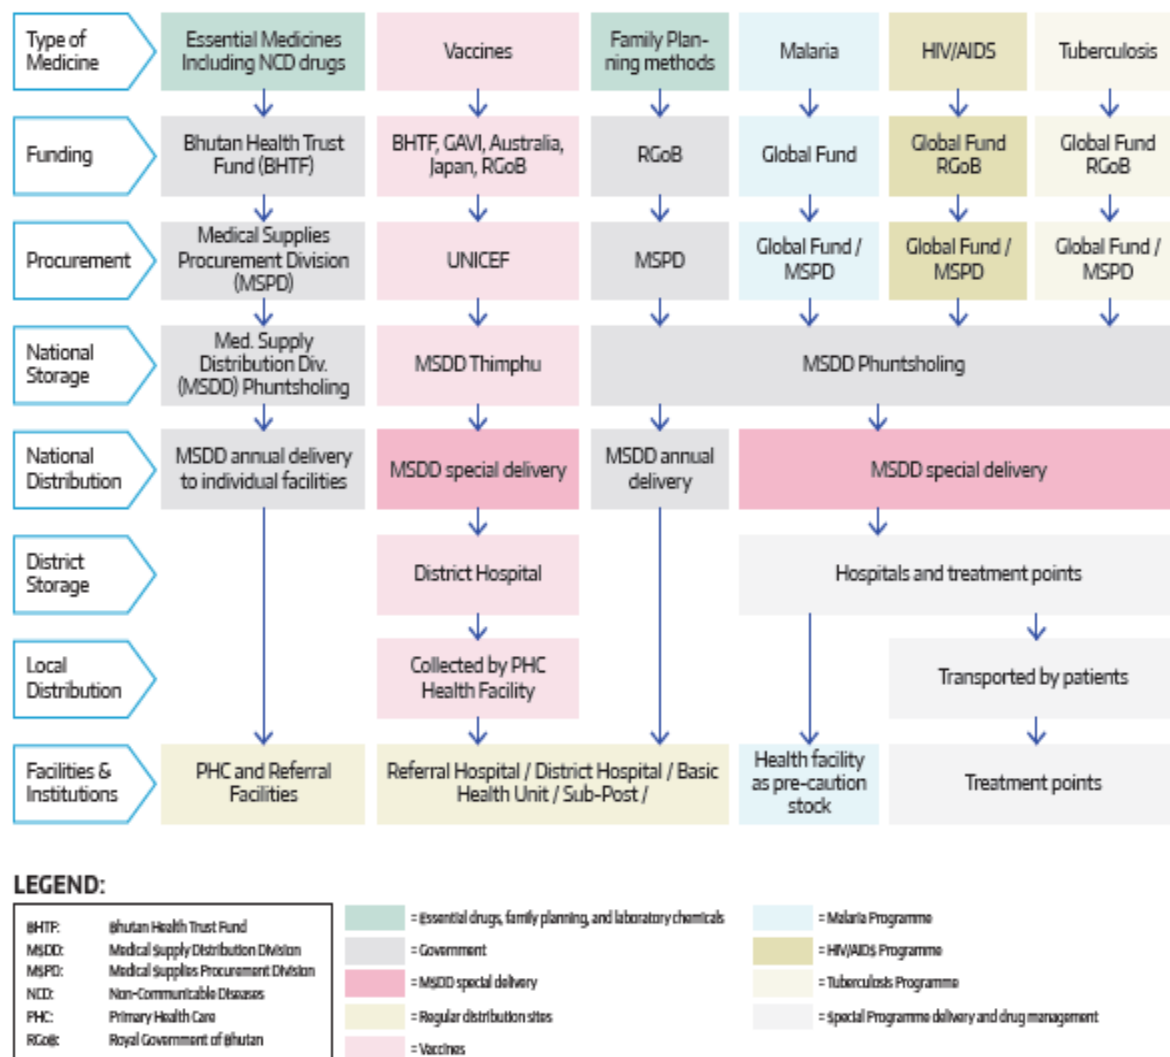 Type of
Medicine
Essential Medicines
Including NCD drugs
Vaccines
Family Plan-
ning methods
Malaria
HIV/AIDS
Tuberculosis
Funding
Bhutan Health Trust
Fund (BHTF)
BHTF, GAVI, Australia,
Japan, RGoB
RGoB
Global Fund
Global Fund
RGoB
Global Fund
RGoB
Procurement
Medical Supplies
Procurement Division
(MSPD)
UNICEF
MSPD
Global Fund /
MSPD
Global Fund /
MSPD
Global Fund /
MSPD
National
Storage
Med. Supply
Distribution Div.
(MSDD) Phuntsholing
MSDD Thimphu
MSDD Phuntsholing
National
Distribution
MSDD annual delivery
to individual facilities
MSDD special delivery
MSDD annual
delivery
MSDD special delivery
District
Storage
District Hospital
Hospitals and treatment points
Local
Distribution
Collected by PHC
Health Facility
Transported by patients
Facilities &
Institutions
PHC and Referral
Facilities
Referral Hospital / District Hospital / Basic
Health Unit / Sub-Post /
Health facility
as pre-caution
stock
Treatment points
LEGEND:
BHTF: Bhutan Health Trust Fund
MSDD: Medical Supply Distribution Division
MSPD: Medical Supplies Procurement Division
NCD: Non-Communicable Diseases
PHC: Primary Health Care
RGoB: Royal Government of Bhutan
= Essential drugs, family planning, and laboratory chemicals
= Government
= MSDD special delivery
= Regular distribution sites
= Vaccines
= Malaria Programme
= HIV/AIDS Programme
= Tuberculosis Programme
= Special Programme delivery and drug management